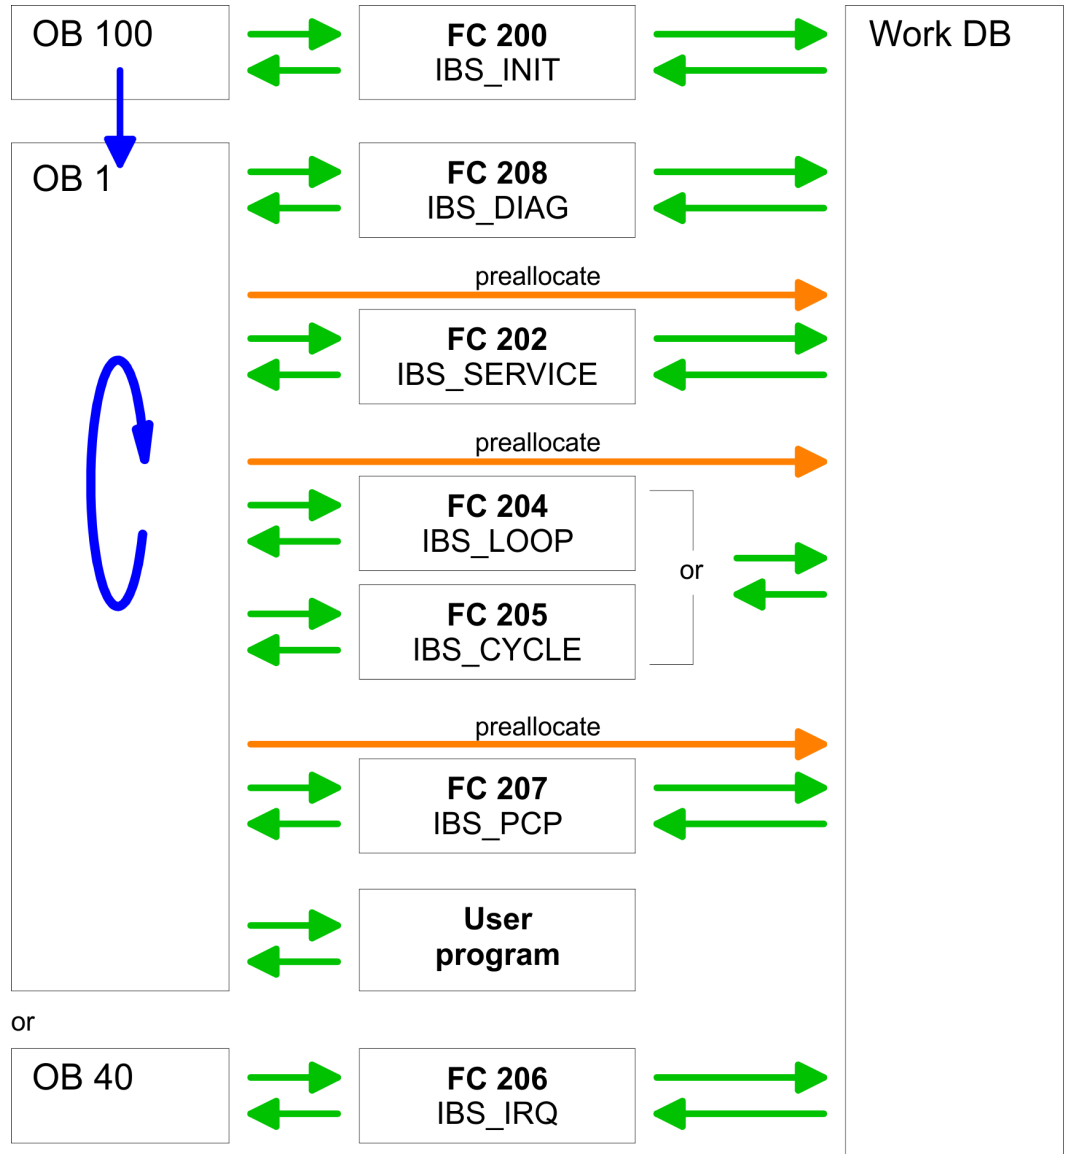 OB 100
FC 200
IBS_INIT
Work DB
OB 1
FC 208
IBS_DIAG
preallocate
FC 202
IBS_SERVICE
preallocate
FC 204
IBS_LOOP
or
FC 205
IBS_CYCLE
preallocate
FC 207
IBS_PCP
User
program
or
OB 40
FC 206
IBS_IRQ